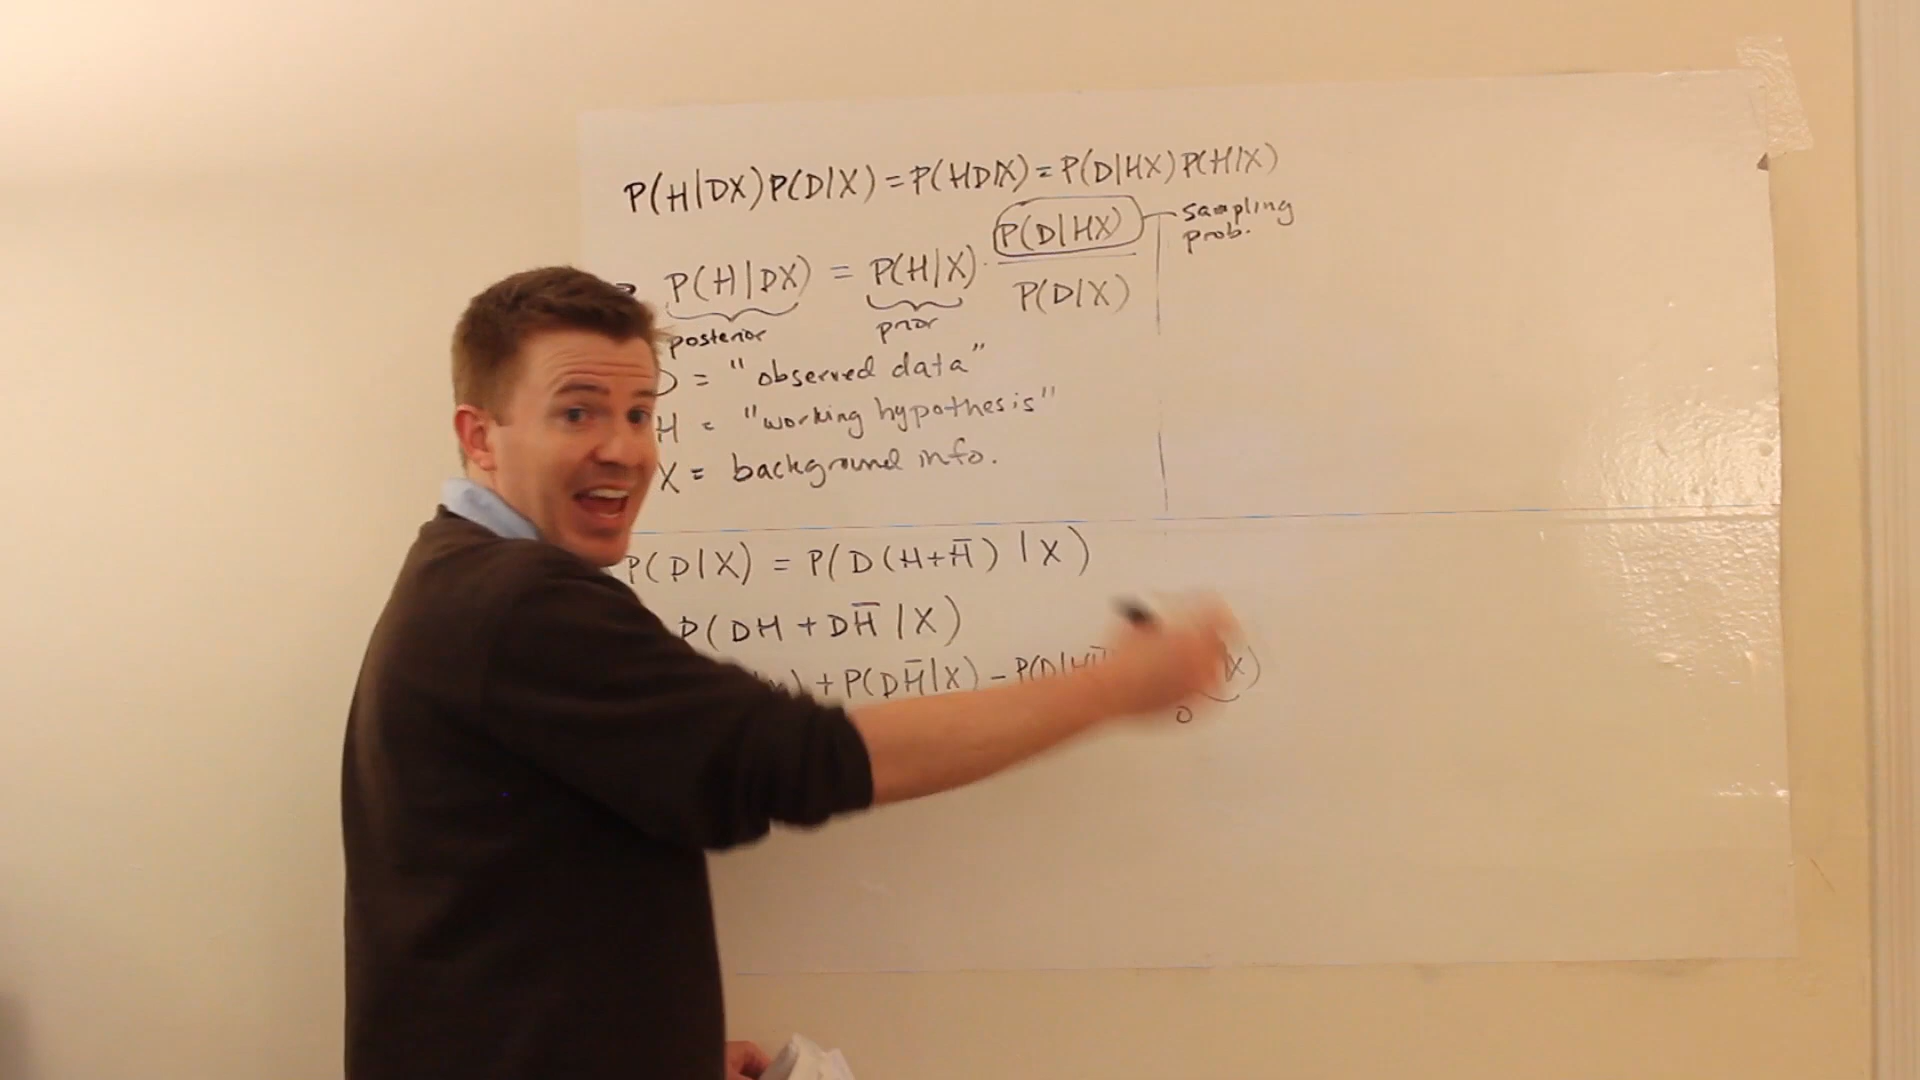 P(H|DX)P(D|X) = P(HD|X) = P(D|HX)P(H|X)
P(H|DX) = P(H|X) · P(D|HX) / P(D|X)
sampling
prob.
posterior
prior
= "observed data"
H = "working hypothesis"
X = background info.
P(D|X) = P(D(H+H̅) | X)
P(DH + DH̅ | X)
+ P(DH̅|X) –
0